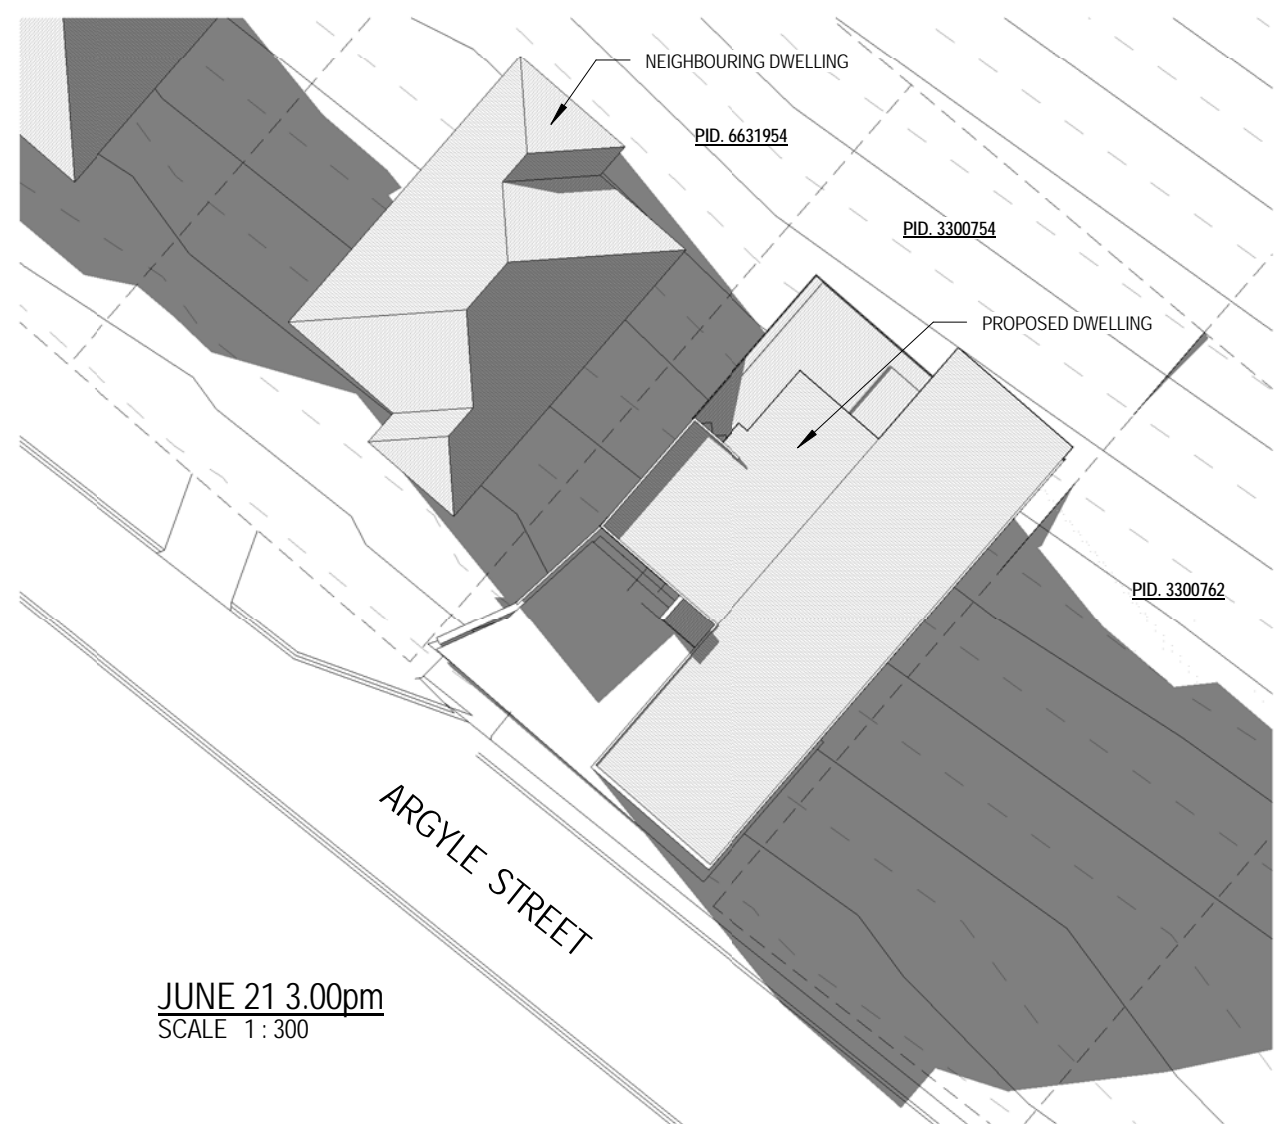 NEIGHBOURING DWELLING
PID. 6631954
PID. 3300754
PROPOSED DWELLING
PID. 3300762
ARGYLE STREET
JUNE 21 3.00pm
SCALE 1 : 300